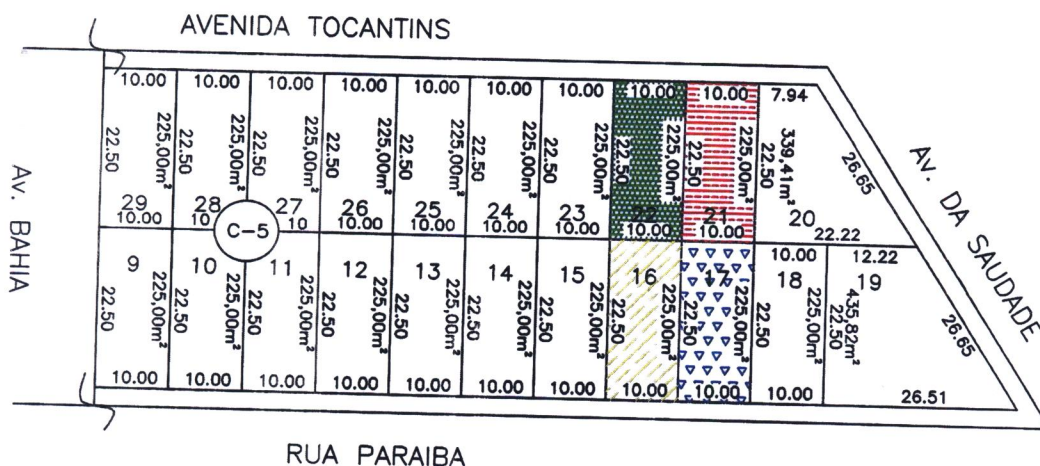 AVENIDA TOCANTINS
10.00 10.00 10.00 10.00 10.00 10.00 10.00 10.00 10.00 7.94
22.50 225,00m² 22.50 225,00m² 22.50 225,00m² 22.50 225,00m² 22.50 225,00m² 22.50 225,00m² 22.50 225,00m² 22.50 225,00m² 22.50 225,00m² 22.50 339,41m² 26.65
29 28 27 26 25 24 23 22 21 20
10.00 10 10 10.00 10.00 10.00 10.00 10.00 10.00 22.22
C-5
10.00 12.22
9 10 11 12 13 14 15 16 17 18 19
22.50 225,00m² 22.50 225,00m² 22.50 225,00m² 22.50 225,00m² 22.50 225,00m² 22.50 225,00m² 22.50 225,00m² 22.50 225,00m² 22.50 225,00m² 22.50 225,00m² 22.50 435,82m² 26.65
10.00 10.00 10.00 10.00 10.00 10.00 10.00 10.00 10.00 10.00 26.51
Av. BAHIA
AV. DA SAUDADE
RUA PARAIBA